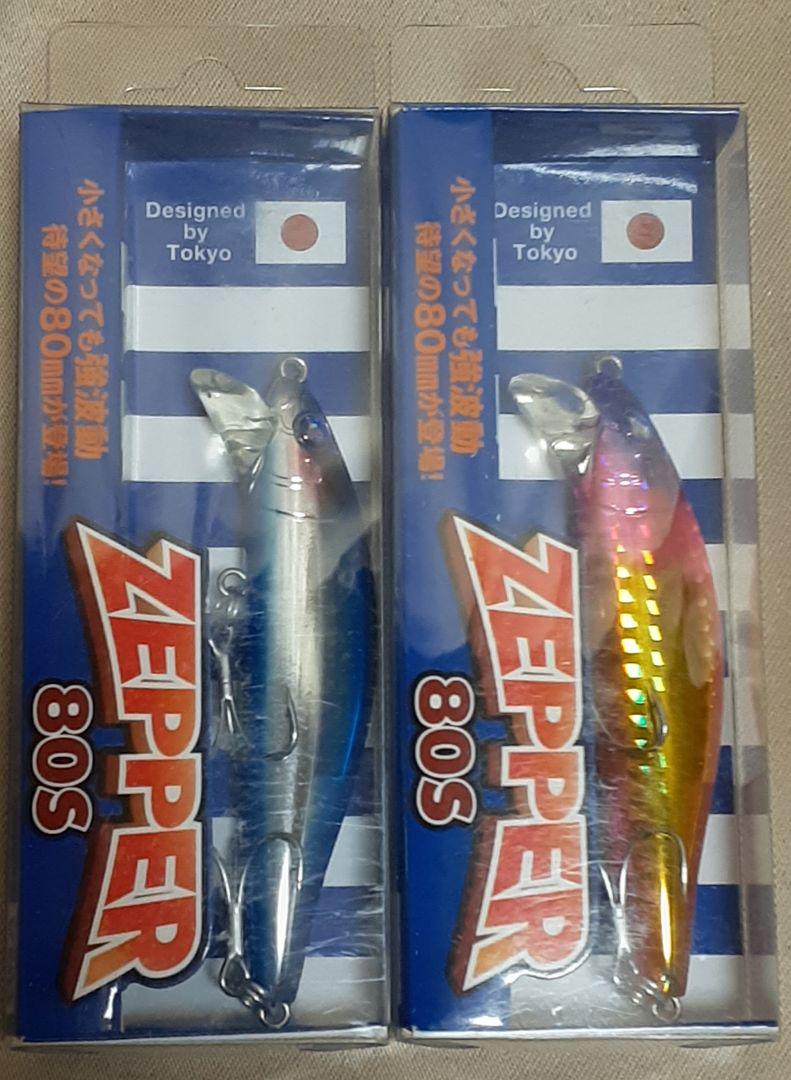 Designed
by
Tokyo
小さくなっても強波動
待望の80mmが登場!
ZEPPER
80S
Designed
by
Tokyo
小さくなっても強波動
待望の80mmが登場!
ZEPPER
80S